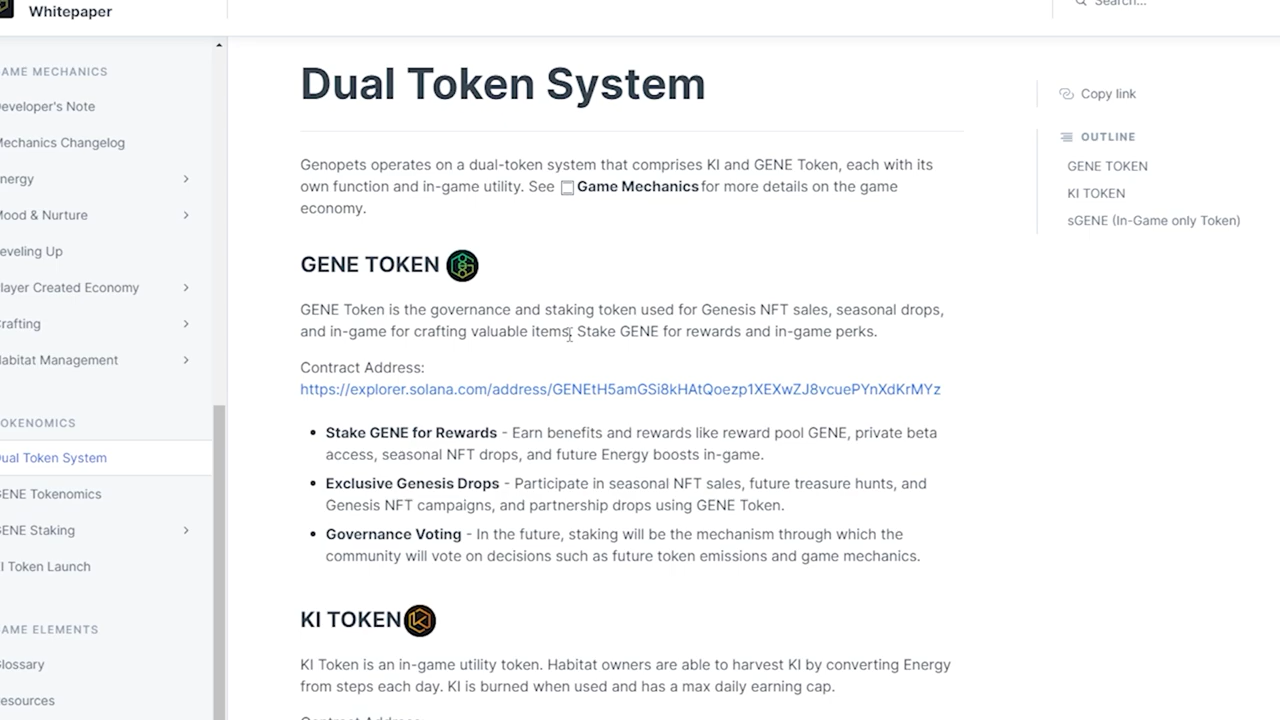 Whitepaper
Search...
AME MECHANICS
eveloper's Note
Mechanics Changelog
nergy
Mood & Nurture
eveling Up
layer Created Economy
rafting
abitat Management
OKENOMICS
ual Token System
ENE Tokenomics
ENE Staking
I Token Launch
AME ELEMENTS
lossary
esources
Dual Token System
Genopets operates on a dual-token system that comprises KI and GENE Token, each with its
own function and in-game utility. See Game Mechanics for more details on the game
economy.
GENE TOKEN
GENE Token is the governance and staking token used for Genesis NFT sales, seasonal drops,
and in-game for crafting valuable items. Stake GENE for rewards and in-game perks.
Contract Address:
https://explorer.solana.com/address/GENEtH5amGSi8kHAtQoezp1XEXwZJ8vcuePYnXdKrMYz
• Stake GENE for Rewards - Earn benefits and rewards like reward pool GENE, private beta
access, seasonal NFT drops, and future Energy boosts in-game.
• Exclusive Genesis Drops - Participate in seasonal NFT sales, future treasure hunts, and
Genesis NFT campaigns, and partnership drops using GENE Token.
• Governance Voting - In the future, staking will be the mechanism through which the
community will vote on decisions such as future token emissions and game mechanics.
KI TOKEN
KI Token is an in-game utility token. Habitat owners are able to harvest KI by converting Energy
from steps each day. KI is burned when used and has a max daily earning cap.
Contract Address:
Copy link
OUTLINE
GENE TOKEN
KI TOKEN
sGENE (In-Game only Token)